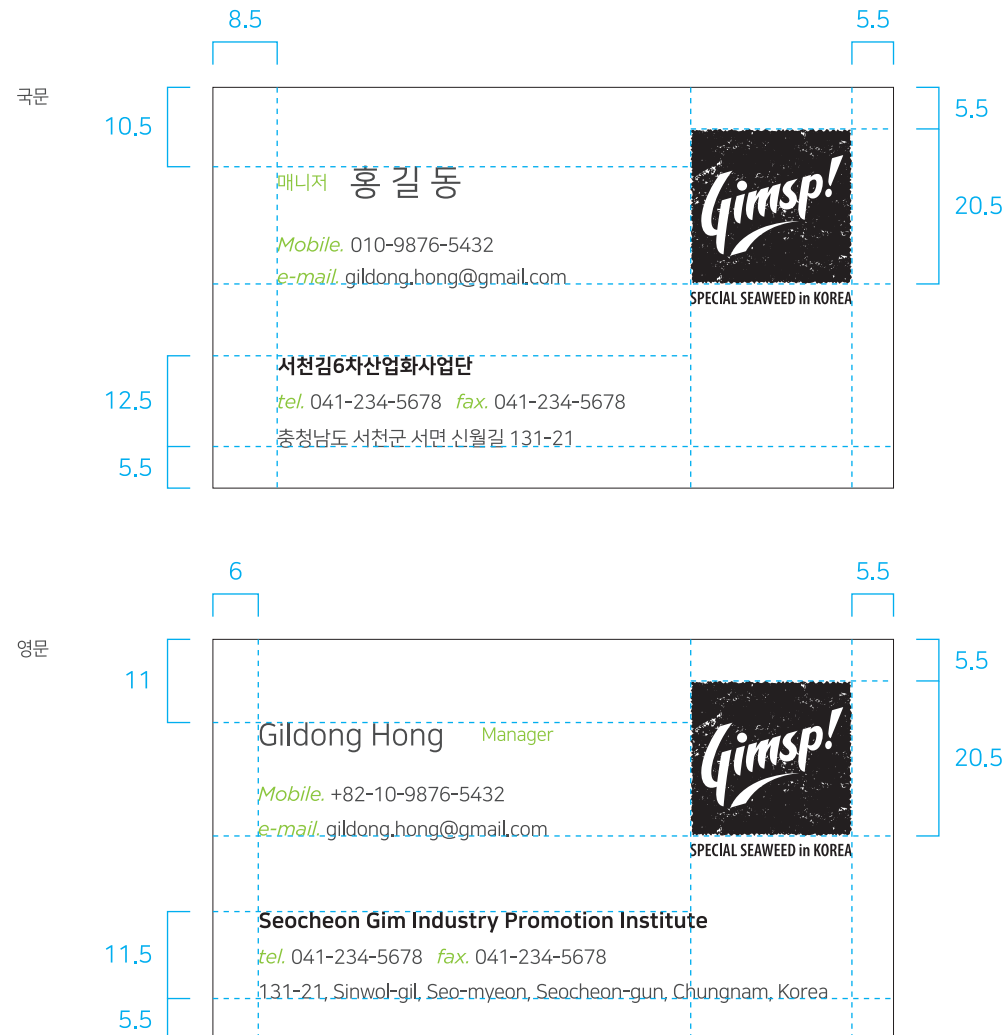 8.5
5.5
국문
10.5
5.5
매니저 홍 길 동
Gimsp!
20.5
Mobile. 010-9876-5432
e-mail. gildong.hong@gmail.com
SPECIAL SEAWEED in KOREA
서천김6차산업화사업단
12.5
tel. 041-234-5678 fax. 041-234-5678
충청남도 서천군 서면 신월길 131-21
5.5
6
5.5
영문
11
5.5
Gildong Hong Manager
Gimsp!
20.5
Mobile. +82-10-9876-5432
e-mail. gildong.hong@gmail.com
SPECIAL SEAWEED in KOREA
Seocheon Gim Industry Promotion Institute
11.5
tel. 041-234-5678 fax. 041-234-5678
131-21, Sinwol-gil, Seo-myeon, Seocheon-gun, Chungnam, Korea
5.5